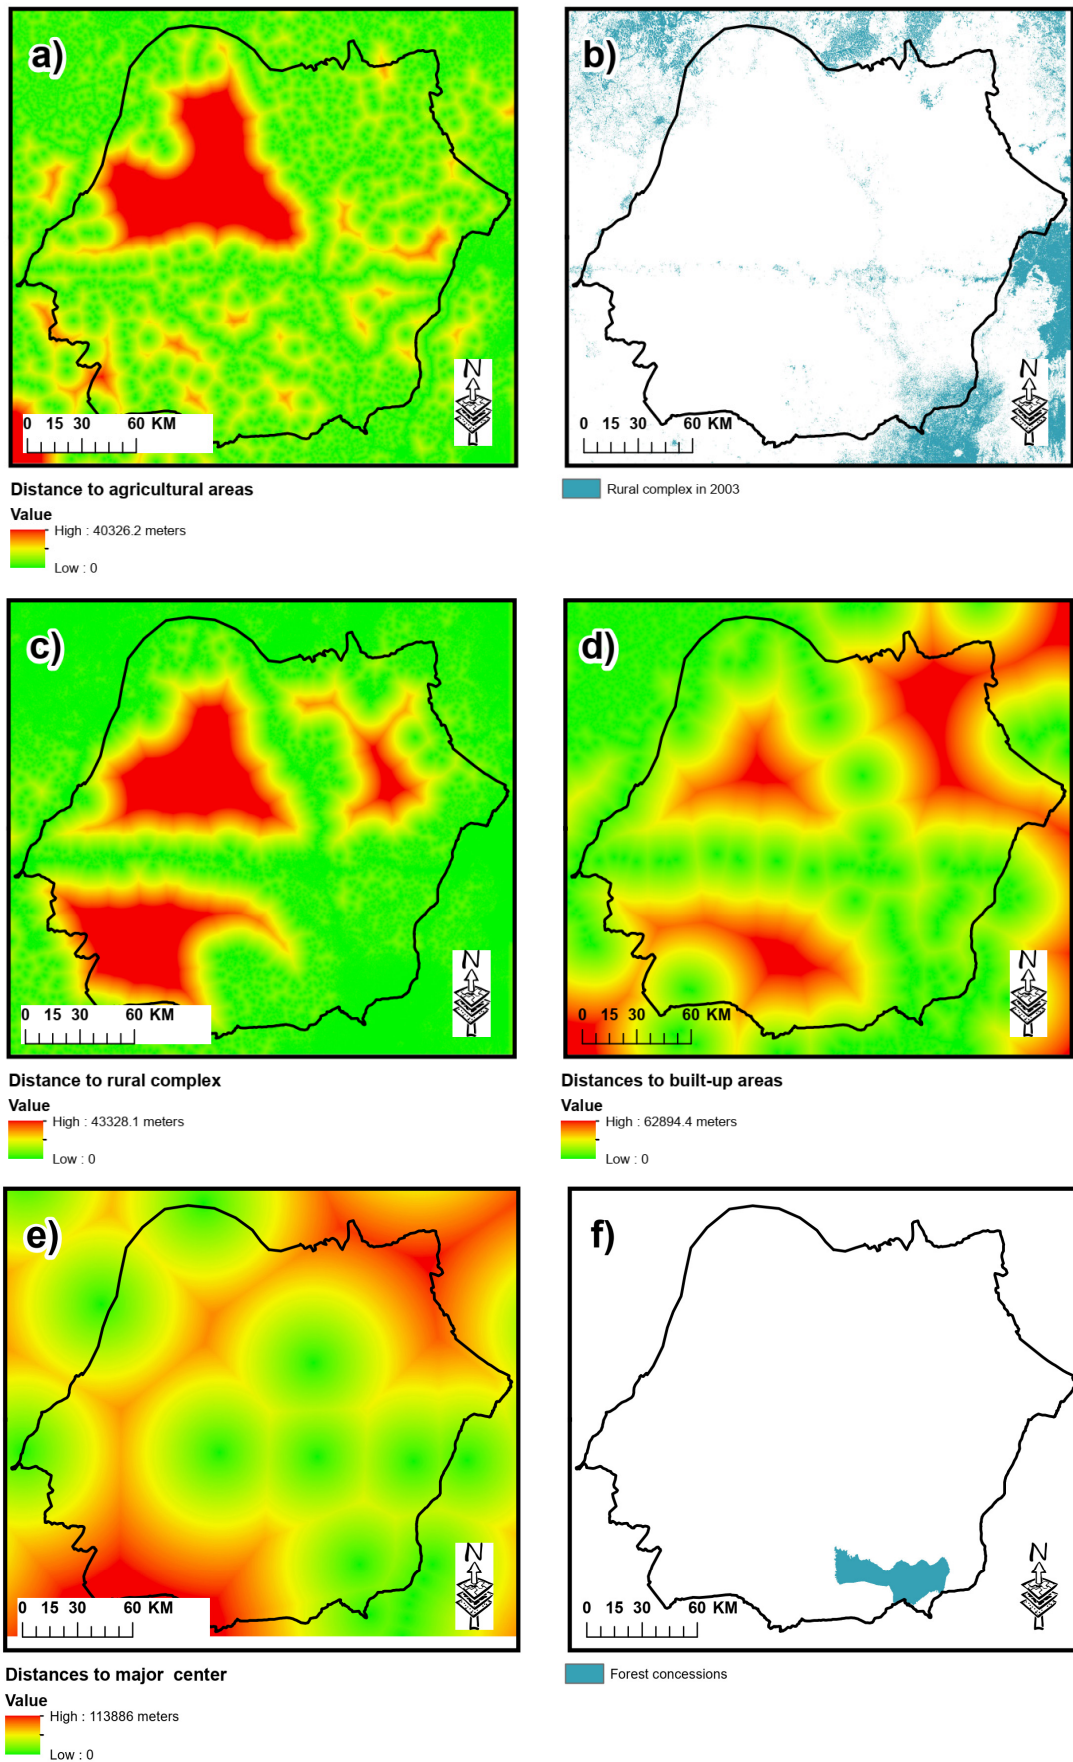 a)
N
0 15 30 60 KM
Distance to agricultural areas
Value
High : 40326.2 meters
Low : 0
b)
N
0 15 30 60 KM
Rural complex in 2003
c)
N
0 15 30 60 KM
Distance to rural complex
Value
High : 43328.1 meters
Low : 0
d)
N
0 15 30 60 KM
Distances to built-up areas
Value
High : 62894.4 meters
Low : 0
e)
N
0 15 30 60 KM
Distances to major center
Value
High : 113886 meters
Low : 0
f)
N
0 15 30 60 KM
Forest concessions